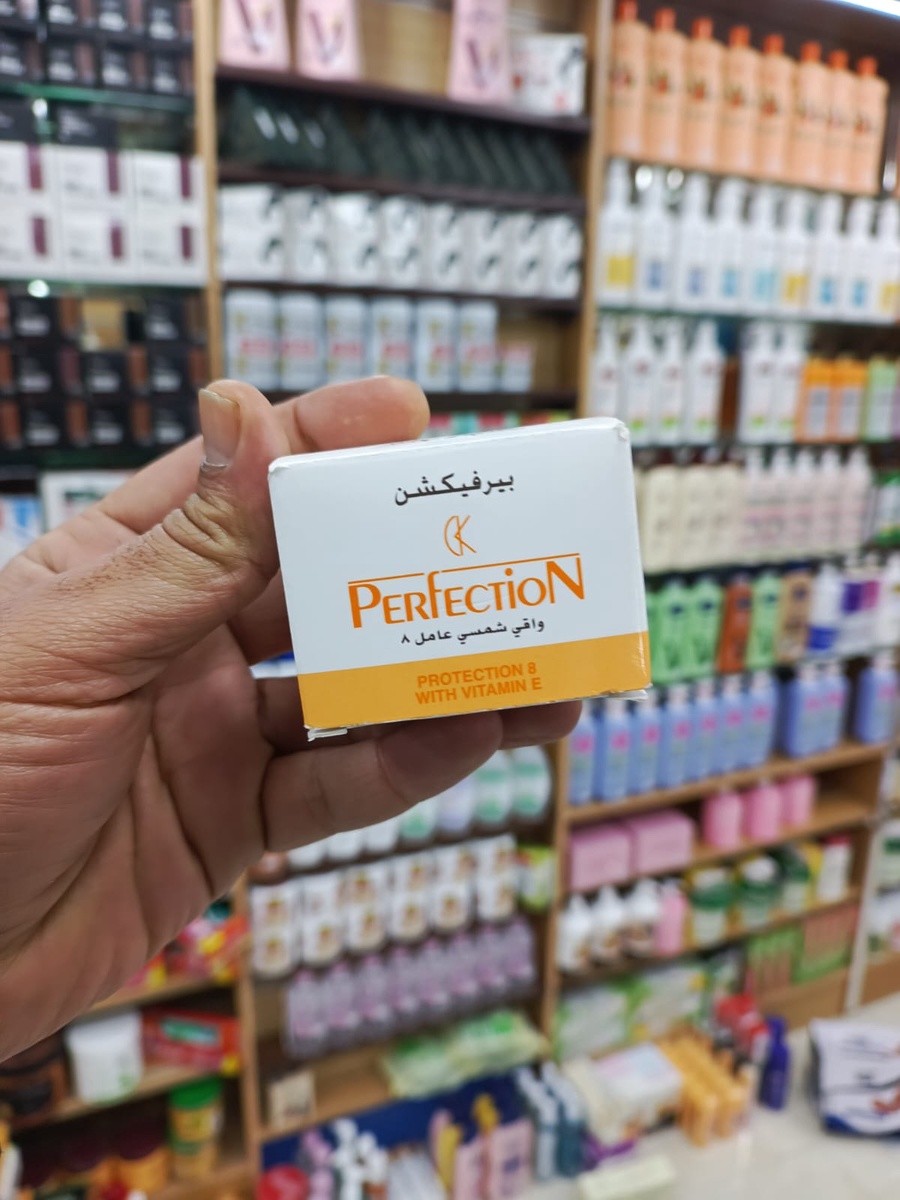 بيرفيكشن
CK
PERFECTION
واقي شمسي عامل ٨
PROTECTION 8
WITH VITAMIN E